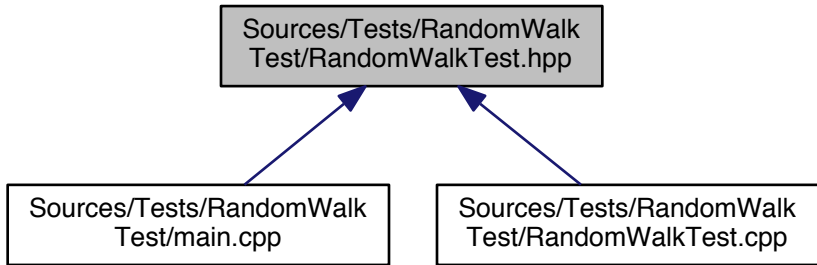 Sources/Tests/RandomWalk
Test/RandomWalkTest.hpp
Sources/Tests/RandomWalk
Test/main.cpp
Sources/Tests/RandomWalk
Test/RandomWalkTest.cpp